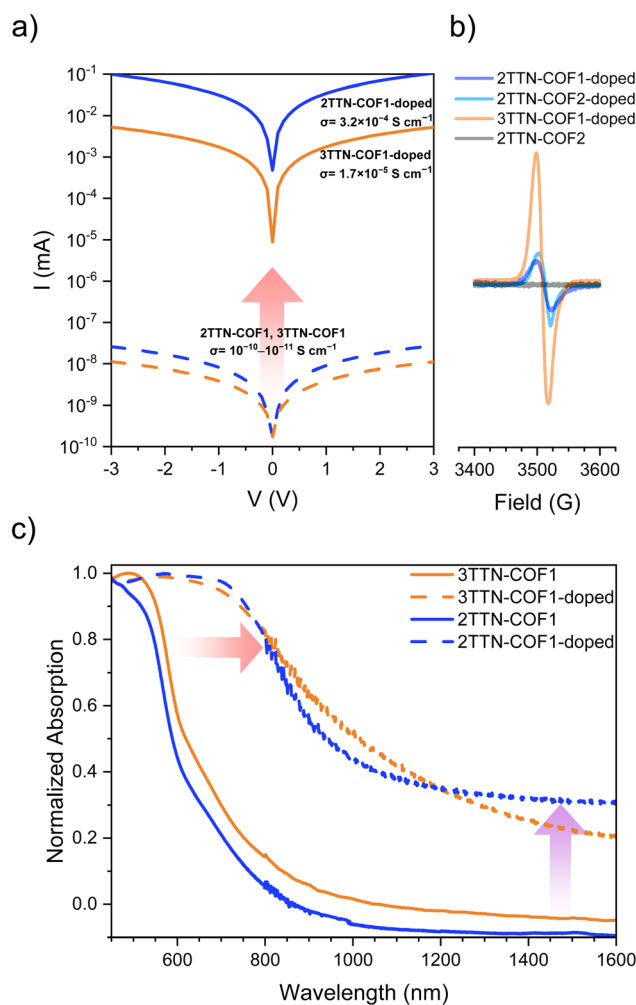 a)
10⁻¹
10⁻²
10⁻³
10⁻⁴
10⁻⁵
10⁻⁶
10⁻⁷
10⁻⁸
10⁻⁹
10⁻¹⁰
I (mA)
2TTN-COF1-doped
σ= 3.2×10⁻⁴ S cm⁻¹
3TTN-COF1-doped
σ= 1.7×10⁻⁵ S cm⁻¹
2TTN-COF1, 3TTN-COF1
σ= 10⁻¹⁰–10⁻¹¹ S cm⁻¹
-3 -2 -1 0 1 2 3
V (V)
b)
2TTN-COF1-doped
2TTN-COF2-doped
3TTN-COF1-doped
2TTN-COF2
3400 3500 3600
Field (G)
c)
1.0
0.8
0.6
0.4
0.2
0.0
Normalized Absorption
3TTN-COF1
3TTN-COF1-doped
2TTN-COF1
2TTN-COF1-doped
600 800 1000 1200 1400 1600
Wavelength (nm)